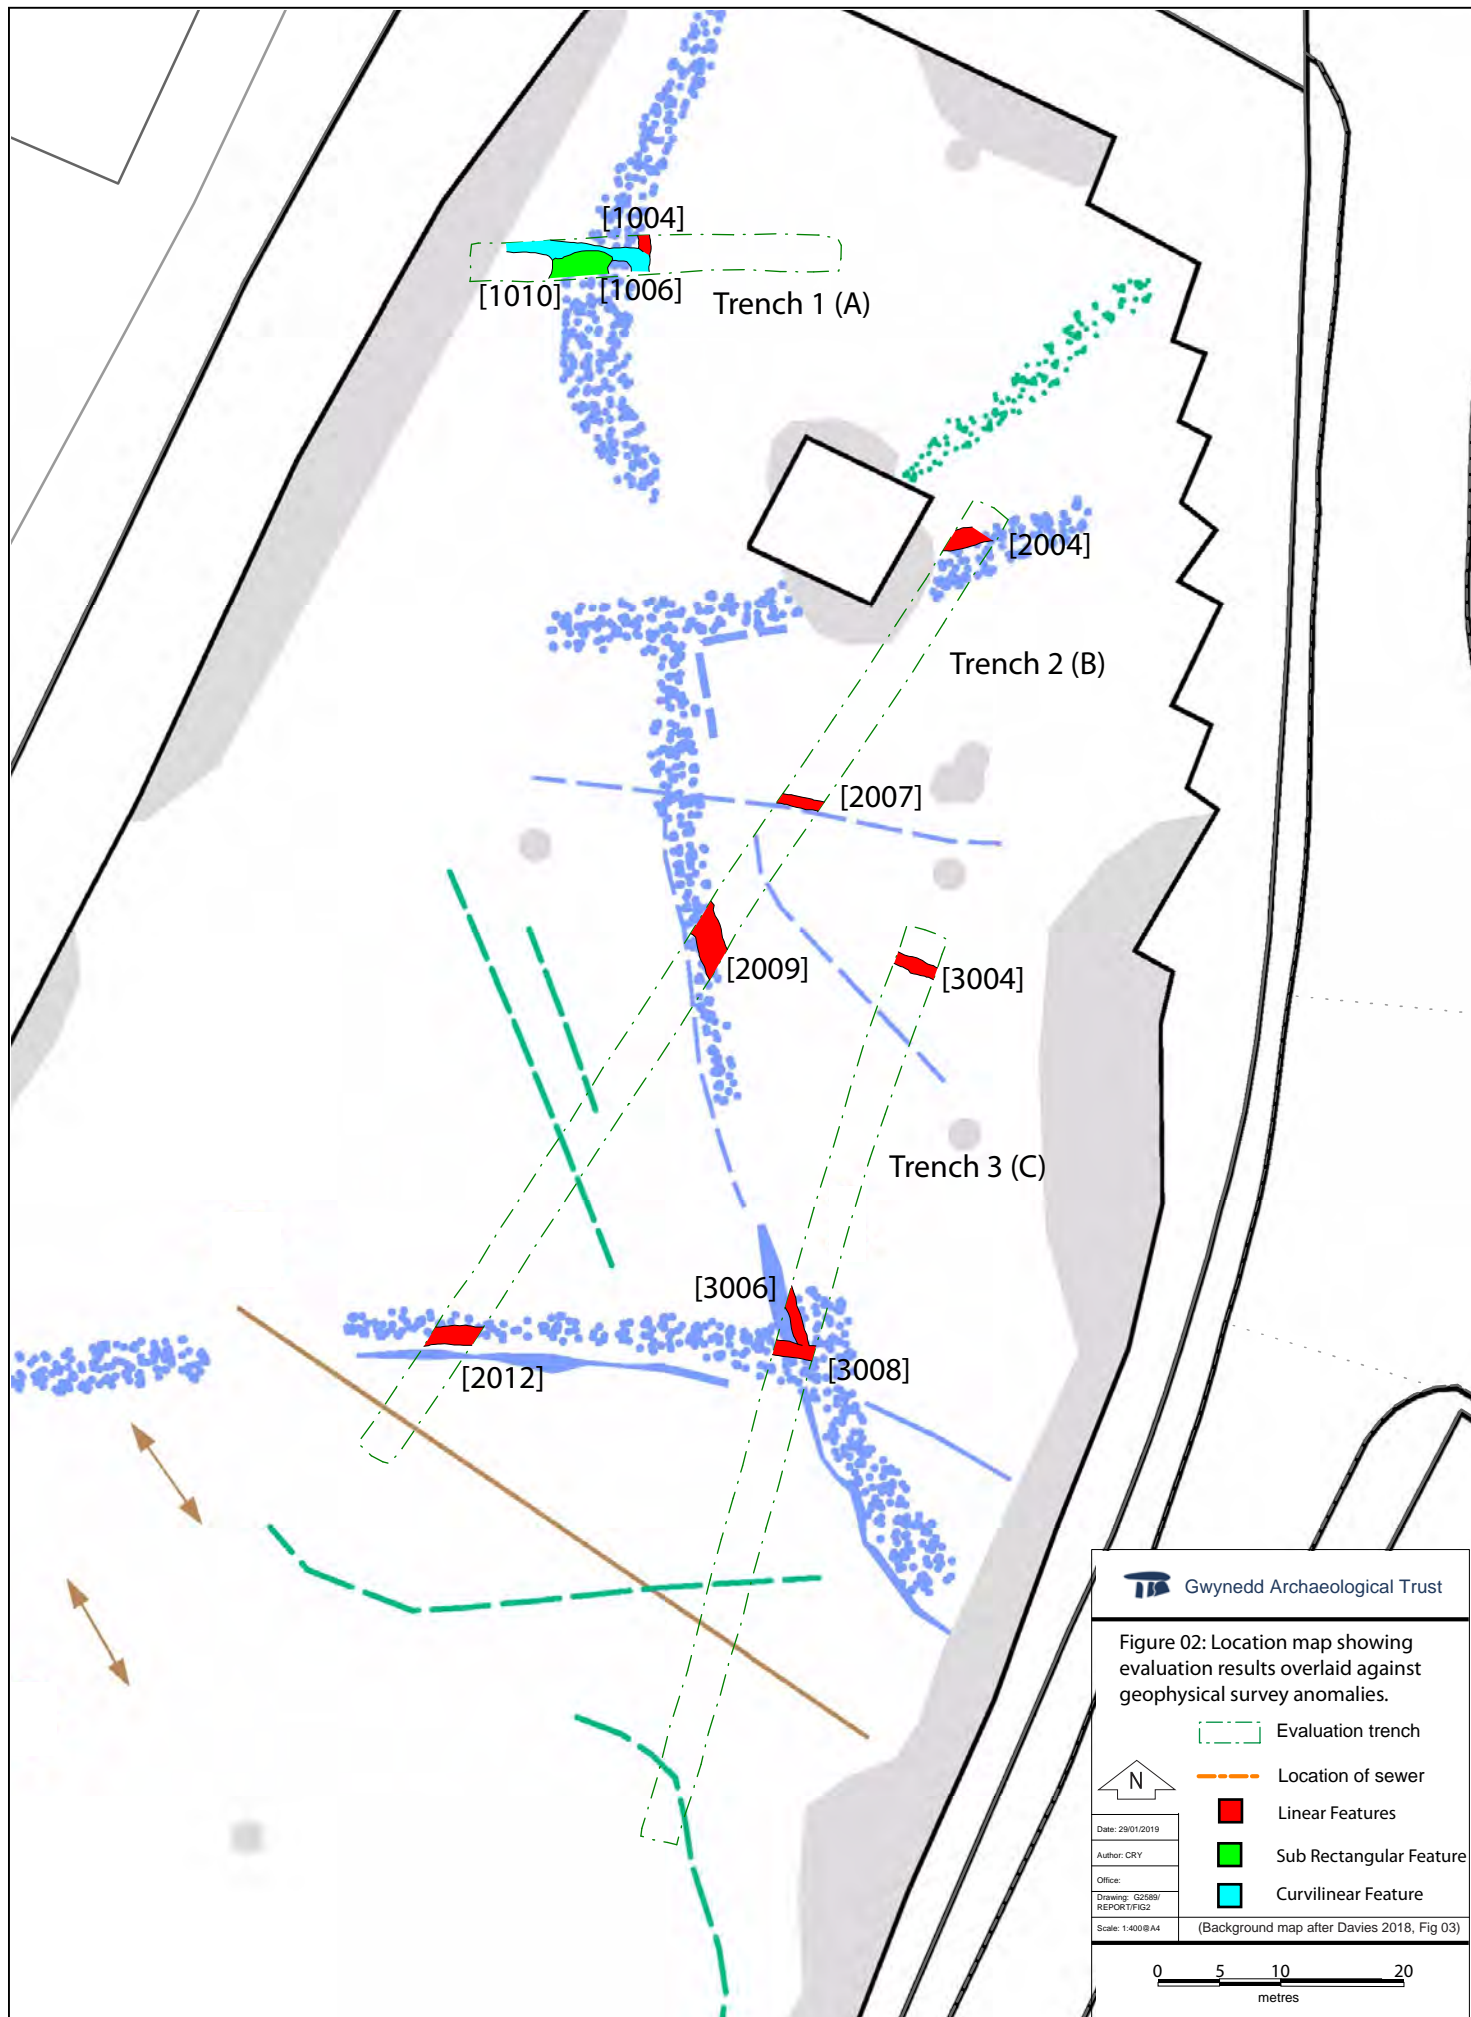 [1004]
[1010]
[1006]
Trench 1 (A)
[2004]
Trench 2 (B)
[2007]
[2009]
[3004]
Trench 3 (C)
[3006]
[3008]
[2012]
Gwynedd Archaeological Trust
Figure 02: Location map showing
evaluation results overlaid against
geophysical survey anomalies.
Evaluation trench
N
Location of sewer
Linear Features
Date: 29/01/2019
Author: CRY
Sub Rectangular Feature
Office:
Drawing: G2589/
REPORT/FIG2
Curvilinear Feature
Scale: 1:400@A4
(Background map after Davies 2018, Fig 03)
0 5 10 20
metres